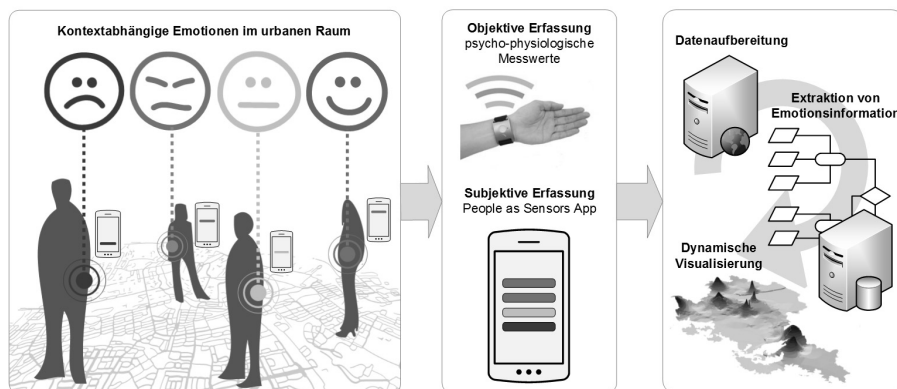 Kontextabhängige Emotionen im urbanen Raum
Objektive Erfassung
psycho-physiologische
Messwerte
Subjektive Erfassung
People as Sensors App
Datenaufbereitung
Extraktion von
Emotionsinformation
Dynamische
Visualisierung